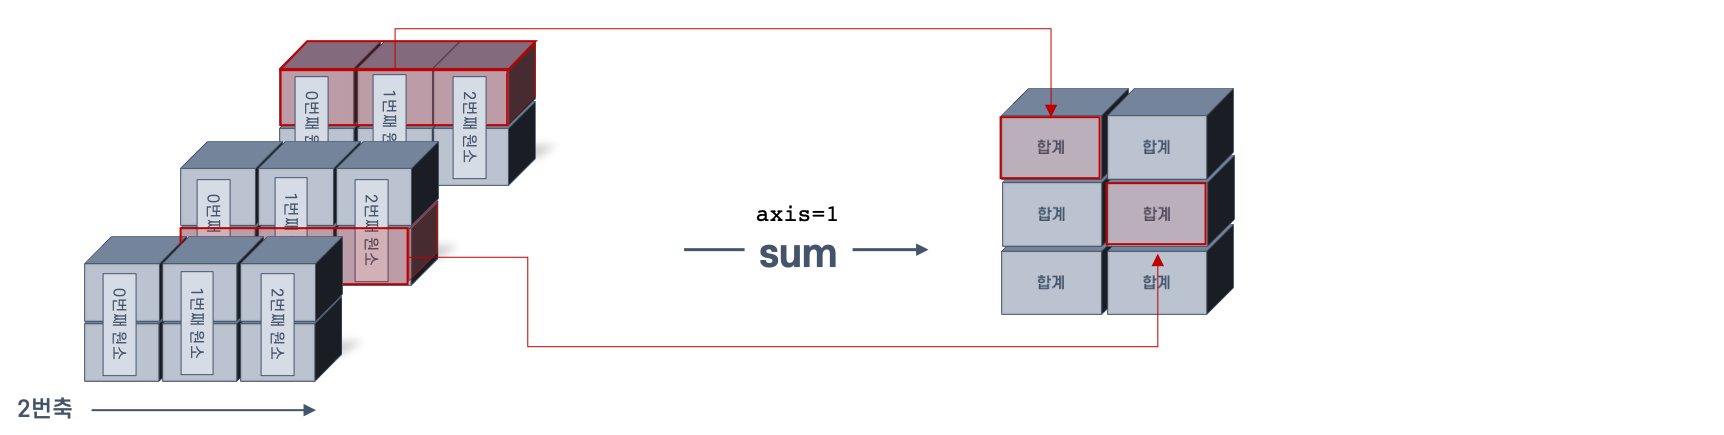 0번째 원
1번째 원
2번째 원소
합계
합계
0번째
1번째
2번째 원소
axis=1
합계
합계
sum
0번째 원소
1번째 원소
2번째 원소
합계
합계
2번축